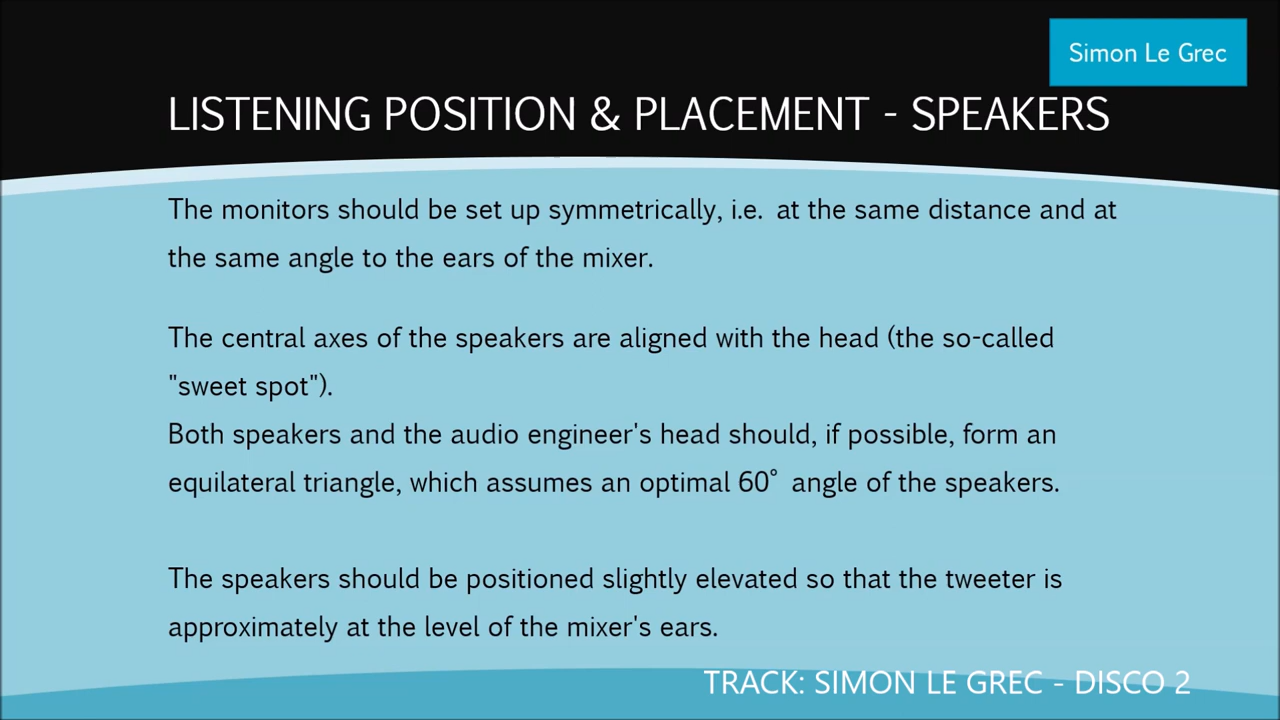 Simon Le Grec
LISTENING POSITION & PLACEMENT - SPEAKERS
The monitors should be set up symmetrically, i.e. at the same distance and at
the same angle to the ears of the mixer.
The central axes of the speakers are aligned with the head (the so-called
"sweet spot").
Both speakers and the audio engineer's head should, if possible, form an
equilateral triangle, which assumes an optimal 60° angle of the speakers.
The speakers should be positioned slightly elevated so that the tweeter is
approximately at the level of the mixer's ears.
TRACK: SIMON LE GREC - DISCO 2